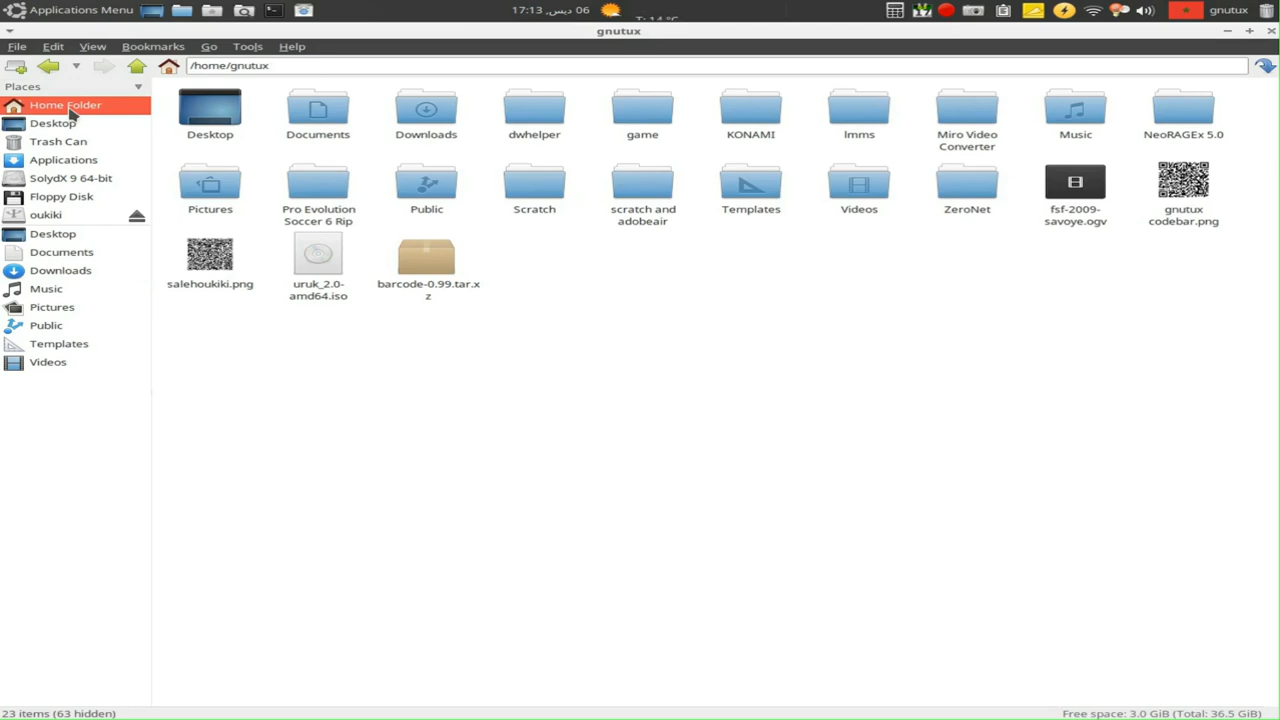 Applications Menu
17:13 ,ديس 06
T: 14 °C
gnutux
gnutux
File Edit View Bookmarks Go Tools Help
/home/gnutux
Places
Home Folder
Desktop
Trash Can
Applications
SolydX 9 64-bit
Floppy Disk
oukiki
Desktop
Documents
Downloads
Music
Pictures
Public
Templates
Videos
Desktop
Documents
Downloads
dwhelper
game
KONAMI
lmms
Miro Video
Converter
Music
NeoRAGEx 5.0
Pictures
Pro Evolution
Soccer 6 Rip
Public
Scratch
scratch and
adobeair
Templates
Videos
ZeroNet
fsf-2009-
savoye.ogv
gnutux
codebar.png
salehoukiki.png
uruk_2.0-
amd64.iso
barcode-0.99.tar.x
z
23 items (63 hidden)
Free space: 3.0 GiB (Total: 36.5 GiB)